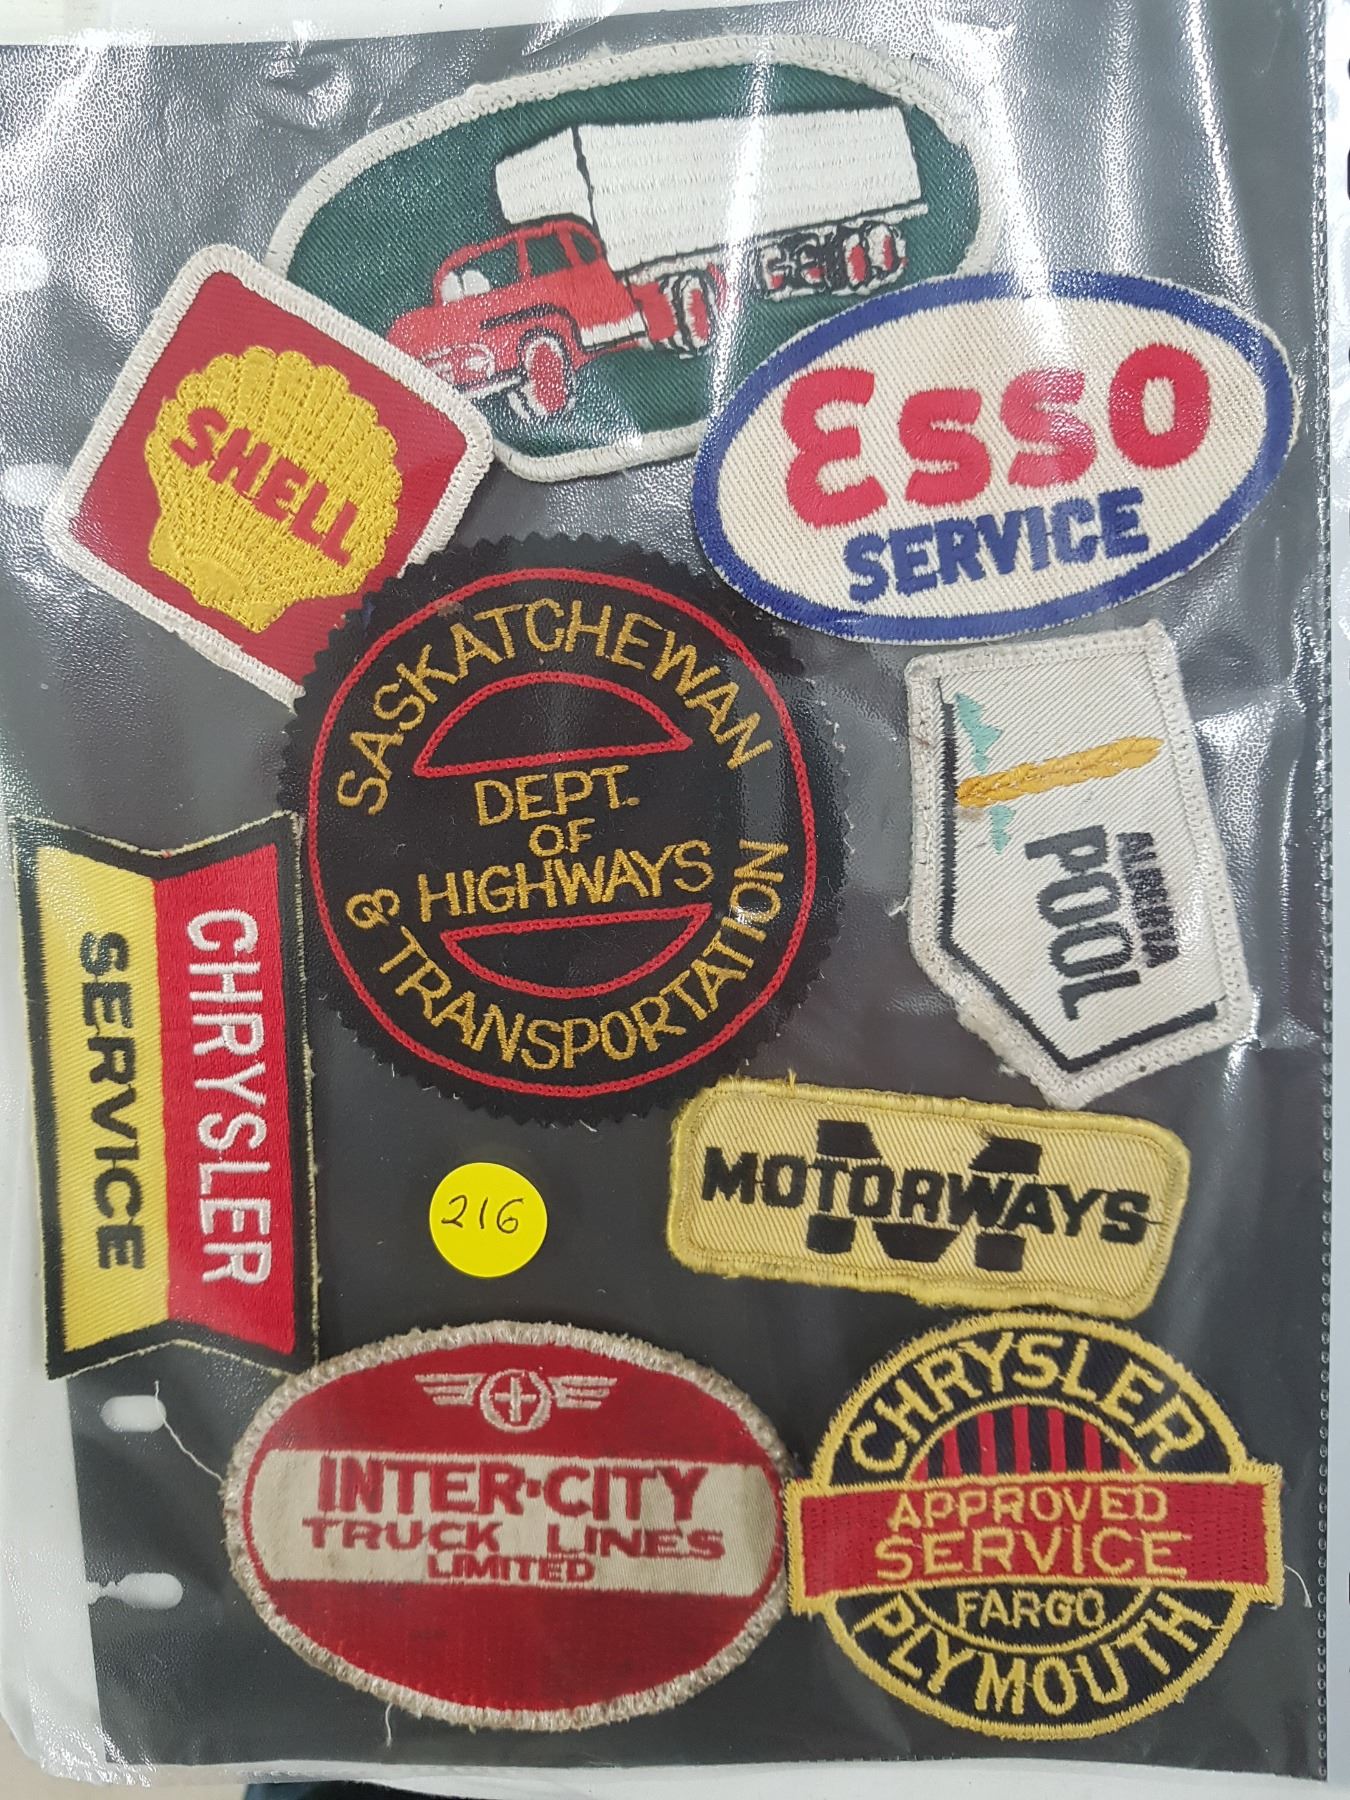 SHELL
Esso
SERVICE
SASKATCHEWAN
DEPT.
OF
HIGHWAYS
& TRANSPORTATION
ALBERTA
POOL
CHRYSLER
SERVICE
M
MOTORWAYS
216
INTER-CITY
TRUCK LINES
LIMITED
CHRYSLER
APPROVED
SERVICE
FARGO
PLYMOUTH